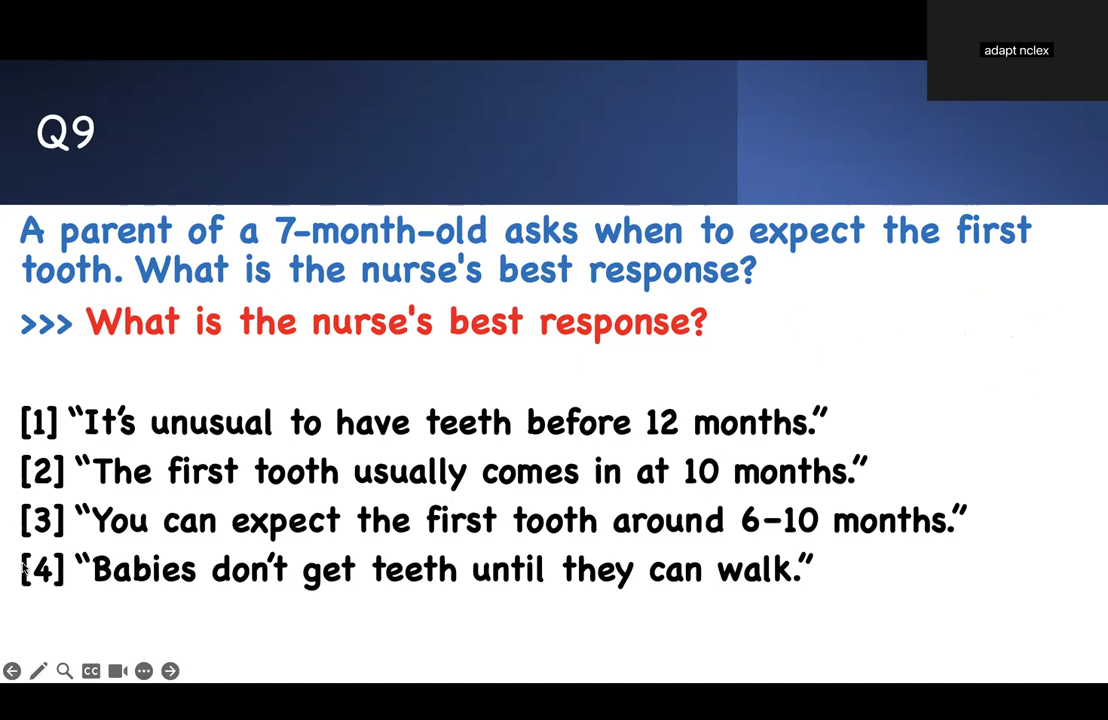 adapt nclex
Q9
A parent of a 7-month-old asks when to expect the first
tooth. What is the nurse's best response?
>>> What is the nurse's best response?
[1] “It’s unusual to have teeth before 12 months.”
[2] “The first tooth usually comes in at 10 months.”
[3] “You can expect the first tooth around 6-10 months.”
[4] “Babies don’t get teeth until they can walk.”
CC